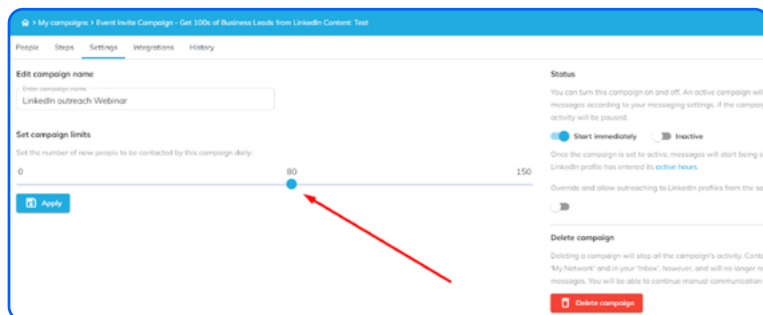 > My campaigns > Event Invite Campaign - Get 100s of Business Leads from LinkedIn Content: Test
People Steps Settings Integrations History
Edit campaign name
Enter campaign name
LinkedIn outreach Webinar
Set campaign limits
Set the number of new people to be contacted by this campaign daily:
0 80 150
Apply
Status
You can turn this campaign on and off. An active campaign will
messages according to your messaging settings. If the campaig
activity will be paused.
Start immediately Inactive
Once the campaign is set to active, messages will start being s
LinkedIn profile has entered its active hours
Override and allow outreaching to LinkedIn profiles from the sa
Delete campaign
Deleting a campaign will stop all the campaign's activity. Conta
'My Network' and in your 'Inbox', however, and will no longer re
messages. You will be able to continue manual communication
Delete campaign